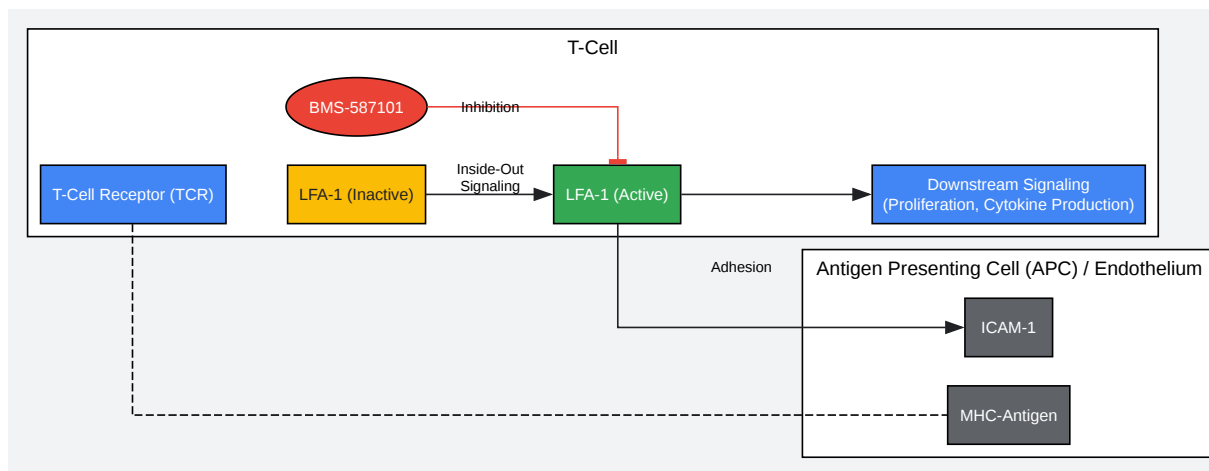 T-Cell
BMS-587101
Inhibition
T-Cell Receptor (TCR)
LFA-1 (Inactive)
Inside-Out
Signaling
LFA-1 (Active)
Downstream Signaling
(Proliferation, Cytokine Production)
Adhesion
Antigen Presenting Cell (APC) / Endothelium
ICAM-1
MHC-Antigen